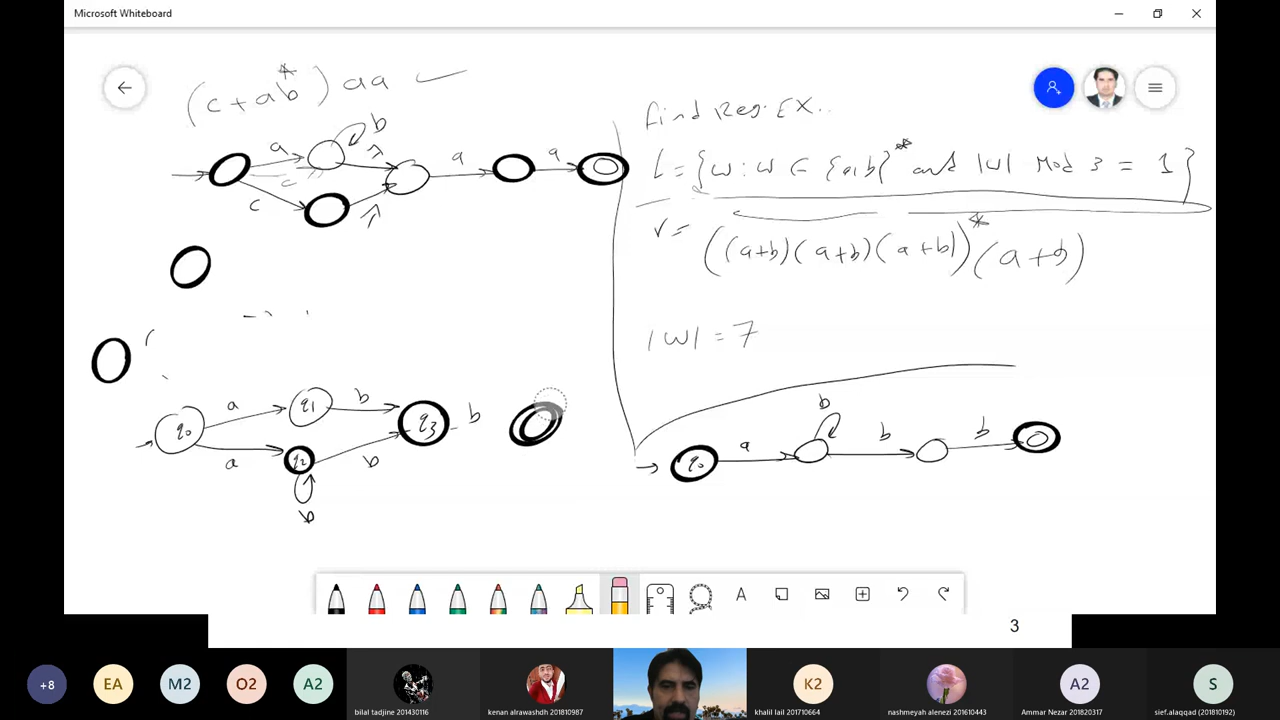 Microsoft Whiteboard
(c + ab*) aa
a
b
λ
c
c
λ
a
a
find Reg. EX..
L = {w : w ∈ {a,b}* and |w| Mod 3 = 1}
r = ((a+b)(a+b)(a+b))* (a+b)
|w| = 7
q0
a
q1
b
q3
b
a
q2
b
b
q0
a
b
b
b
A
3
+8
EA
M2
O2
A2
bilal tadjine 201430116
kenan alrawashdh 201810987
K2
khalil lail 201710664
nashmeyah alenezi 201610443
A2
Ammar Nezar 201820317
S
sief.alaqqad (201810192)